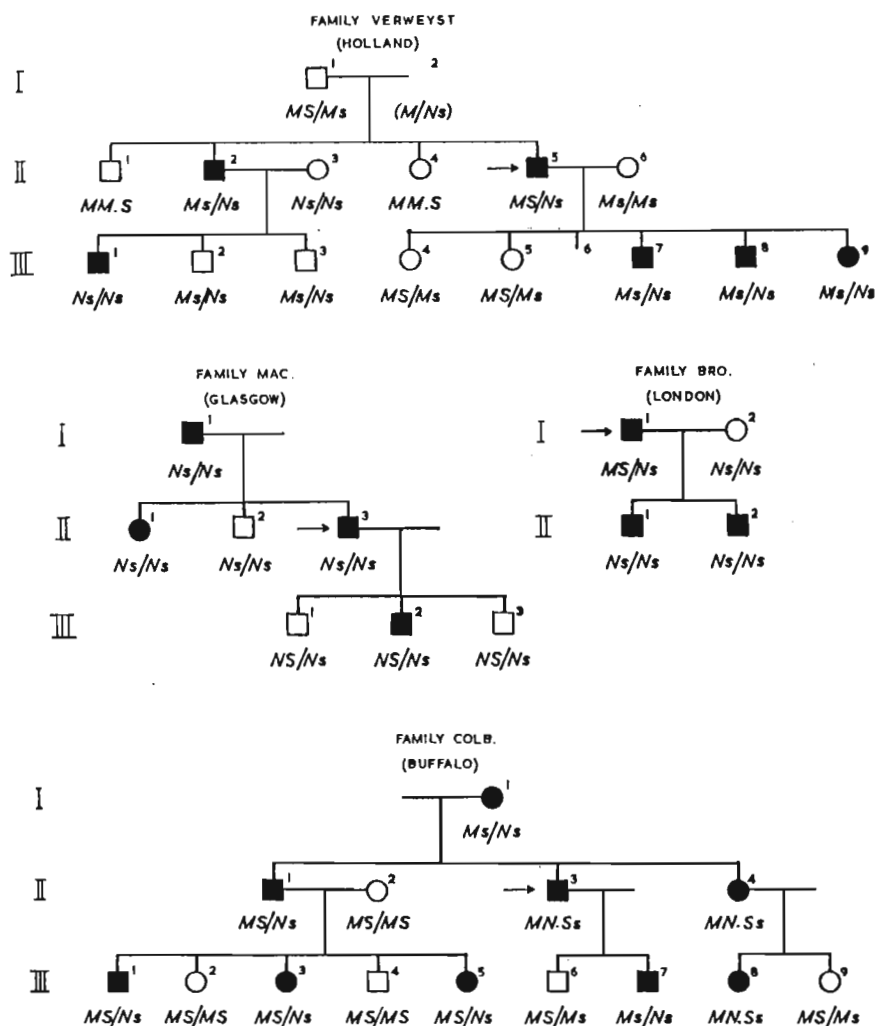 FAMILY VERWEYST
(HOLLAND)
I
1 2
MS/Ms (M/Ns)
II
1 2 3 4 5 6
MM.S Ms/Ns Ns/Ns MM.S MS/Ns Ms/Ms
III
1 2 3 4 5 6 7 8 9
Ns/Ns Ms/Ns Ms/Ns MS/Ms MS/Ms Ms/Ns Ms/Ns Ms/Ns
FAMILY MAC.
(GLASGOW)
I
1
Ns/Ns
II
1 2 3
Ns/Ns Ns/Ns Ns/Ns
III
1 2 3
NS/Ns NS/Ns NS/Ns
FAMILY BRO.
(LONDON)
I
1 2
MS/Ns Ns/Ns
II
1 2
Ns/Ns Ns/Ns
FAMILY COLB.
(BUFFALO)
I
1
Ms/Ns
II
1 2 3 4
MS/Ns MS/MS MN.Ss MN.Ss
III
1 2 3 4 5 6 7 8 9
MS/Ns MS/MS MS/Ns MS/MS MS/Ns MS/Ms Ms/Ns MN.Ss MS/Ms